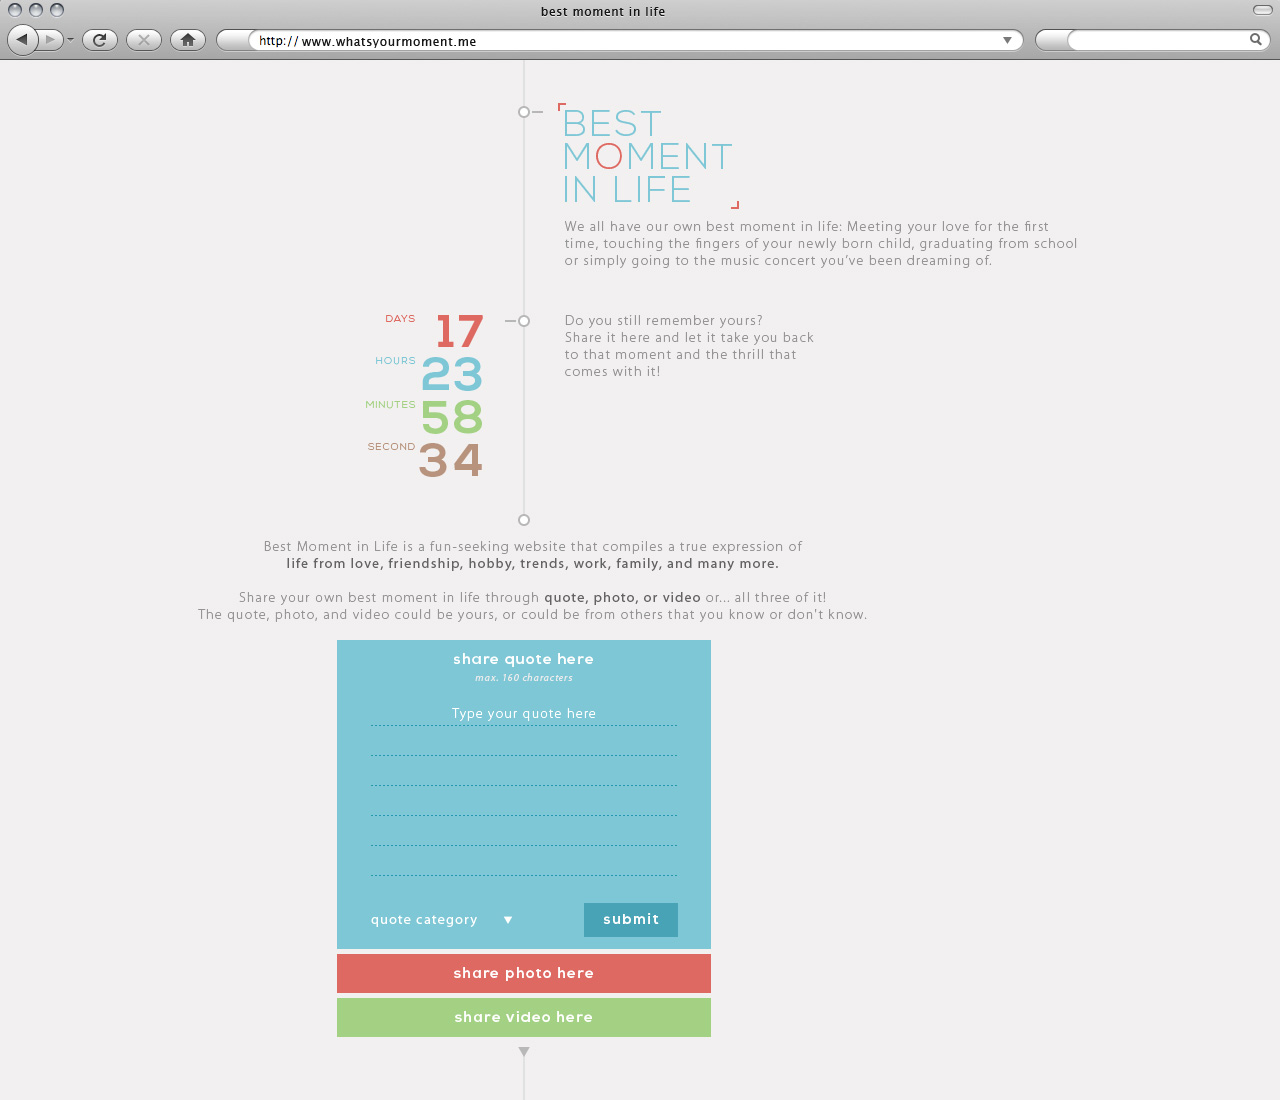 best moment in life
http:// www.whatsyourmoment.me
BEST
MOMENT
IN LIFE
We all have our own best moment in life: Meeting your love for the first
time, touching the fingers of your newly born child, graduating from school
or simply going to the music concert you've been dreaming of.
DAYS 17
HOURS 23
MINUTES 58
SECOND 34
Do you still remember yours?
Share it here and let it take you back
to that moment and the thrill that
comes with it!
Best Moment in Life is a fun-seeking website that compiles a true expression of
life from love, friendship, hobby, trends, work, family, and many more.
Share your own best moment in life through quote, photo, or video or... all three of it!
The quote, photo, and video could be yours, or could be from others that you know or don't know.
share quote here
max. 160 characters
Type your quote here
quote category
submit
share photo here
share video here